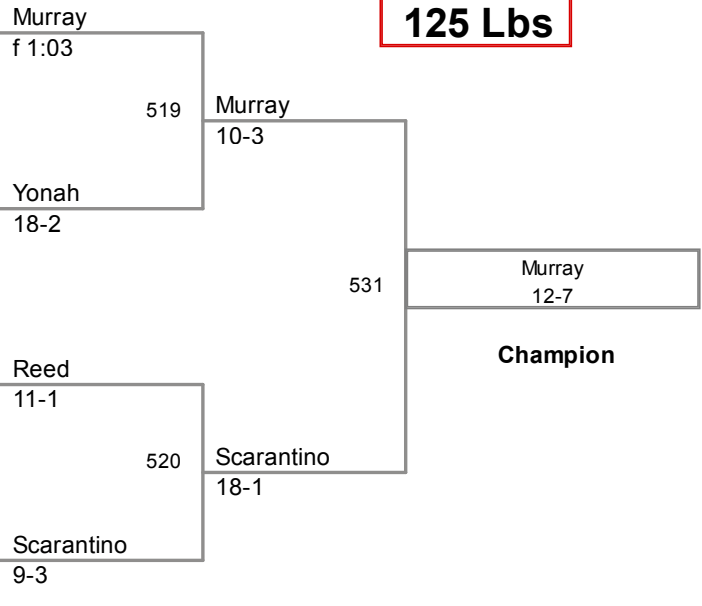 125 Lbs
Murray
f 1:03
519
Murray
10-3
Yonah
18-2
531
Murray
12-7
Champion
Reed
11-1
520
Scarantino
18-1
Scarantino
9-3